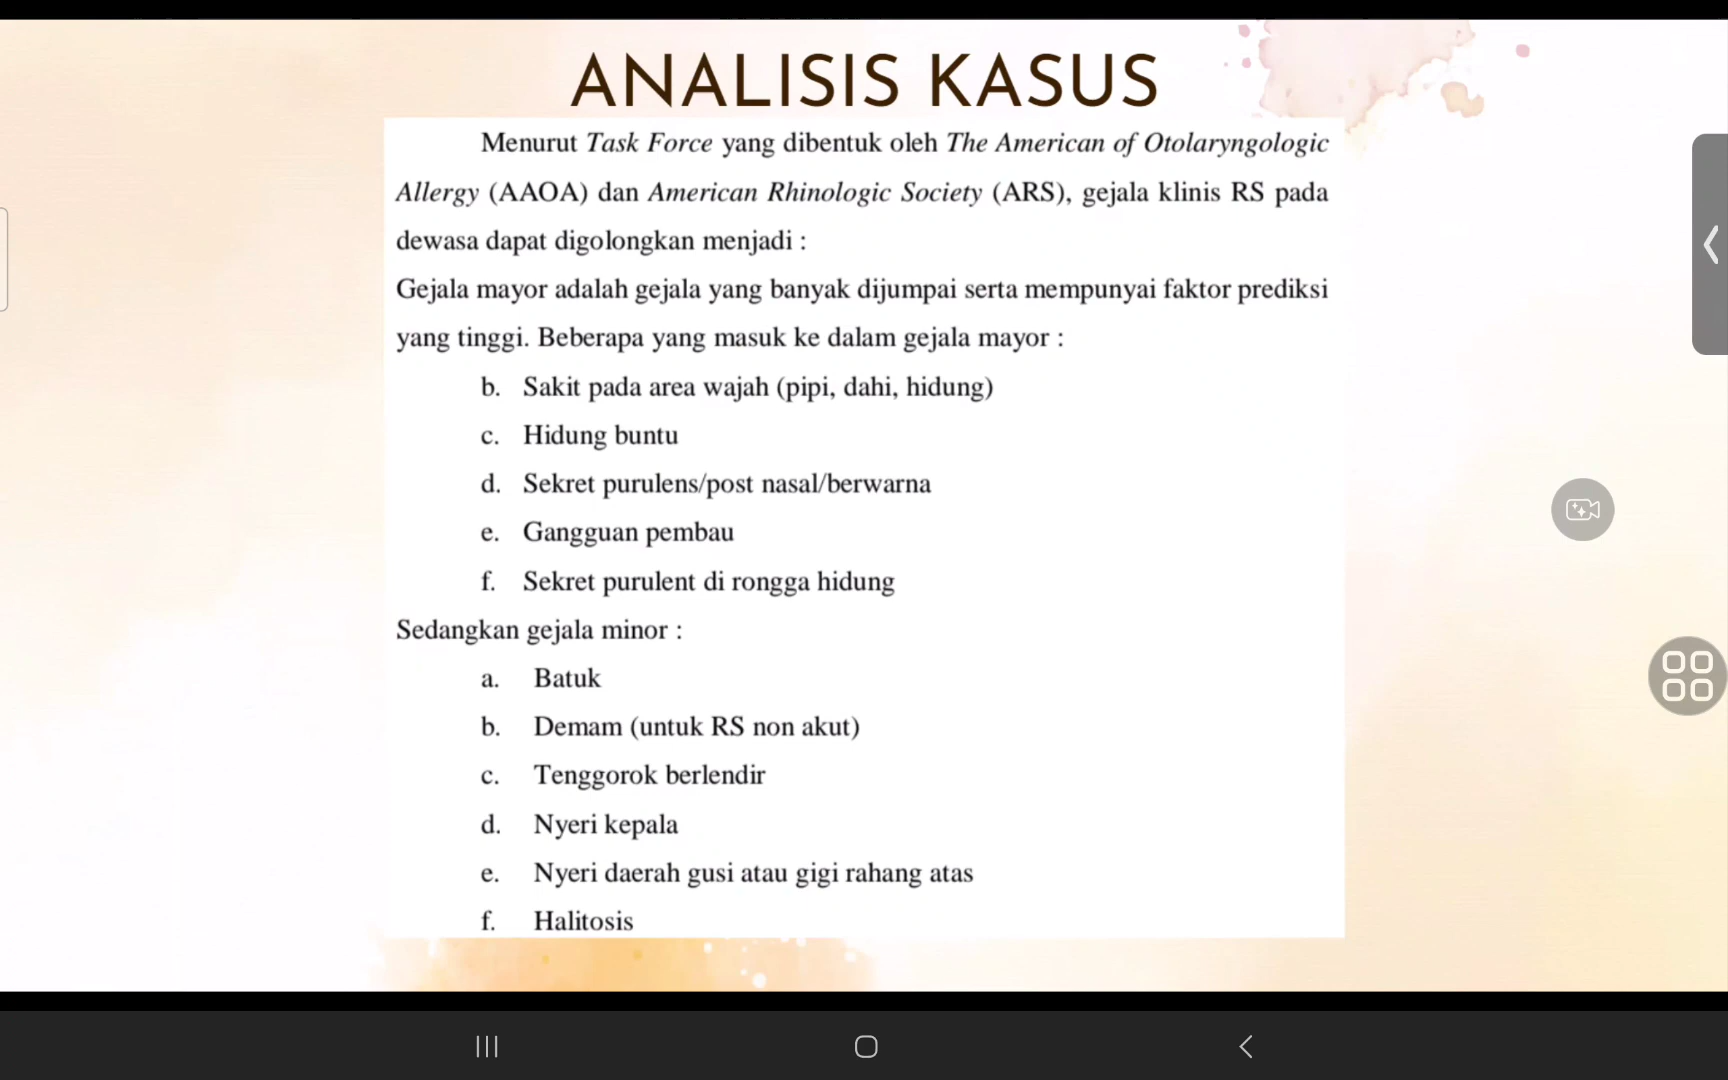 ANALISIS KASUS
Menurut Task Force yang dibentuk oleh The American of Otolaryngologic
Allergy (AAOA) dan American Rhinologic Society (ARS), gejala klinis RS pada
dewasa dapat digolongkan menjadi :
Gejala mayor adalah gejala yang banyak dijumpai serta mempunyai faktor prediksi
yang tinggi. Beberapa yang masuk ke dalam gejala mayor :
b. Sakit pada area wajah (pipi, dahi, hidung)
c. Hidung buntu
d. Sekret purulens/post nasal/berwarna
e. Gangguan pembau
f. Sekret purulent di rongga hidung
Sedangkan gejala minor :
a. Batuk
b. Demam (untuk RS non akut)
c. Tenggorok berlendir
d. Nyeri kepala
e. Nyeri daerah gusi atau gigi rahang atas
f. Halitosis